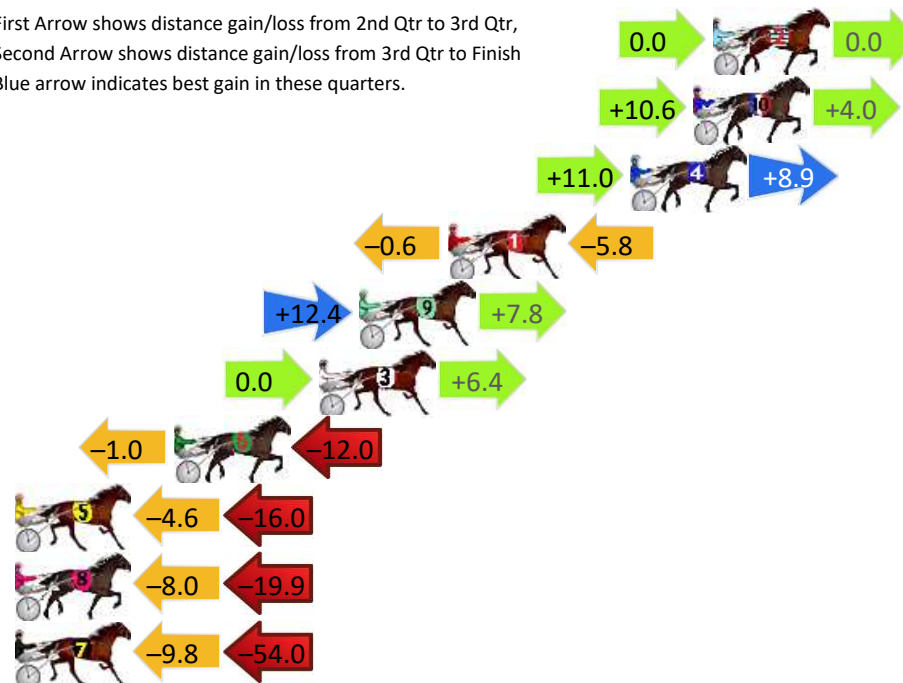 First Arrow shows distance gain/loss from 2nd Qtr to 3rd Qtr,
Second Arrow shows distance gain/loss from 3rd Qtr to Finish
Blue arrow indicates best gain in these quarters.
0.0 0.0
+10.6 10 +4.0
+11.0 4 +8.9
–0.6 1 –5.8
+12.4 9 +7.8
0.0 3 +6.4
–1.0 –12.0
5 –4.6 –16.0
8 –8.0 –19.9
7 –9.8 –54.0